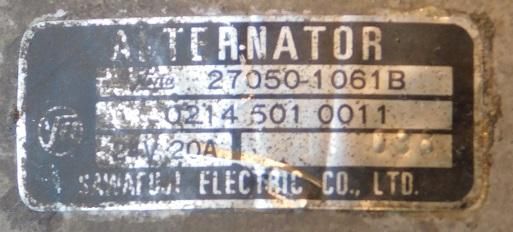 ALTERNATOR
27050-1061B
0214 501 0011
24V 20A
SAWAFUJI ELECTRIC CO., LTD.